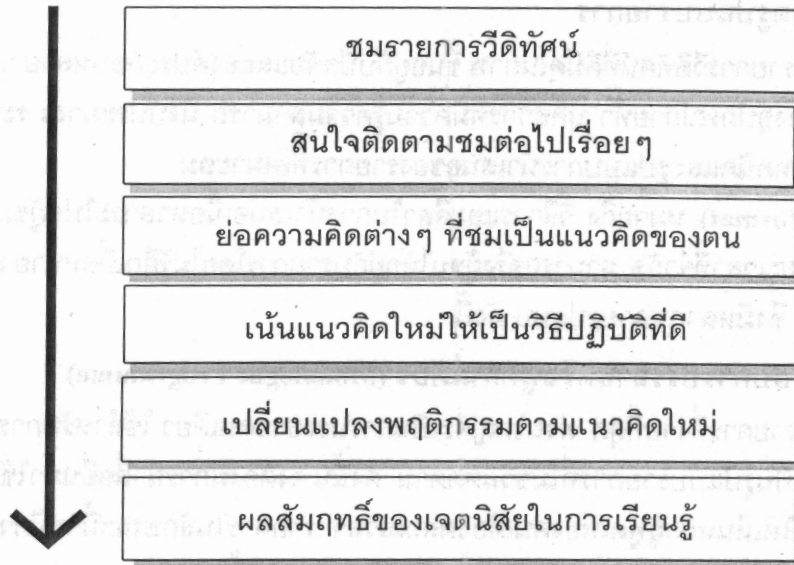 ชมรายการวีดิทัศน์
สนใจติดตามชมต่อไปเรื่อยๆ
ย่อความคิดต่างๆ ที่ชมเป็นแนวคิดของตน
เน้นแนวคิดใหม่ให้เป็นวิธีปฏิบัติที่ดี
เปลี่ยนแปลงพฤติกรรมตามแนวคิดใหม่
ผลสัมฤทธิ์ของเจตนิสัยในการเรียนรู้